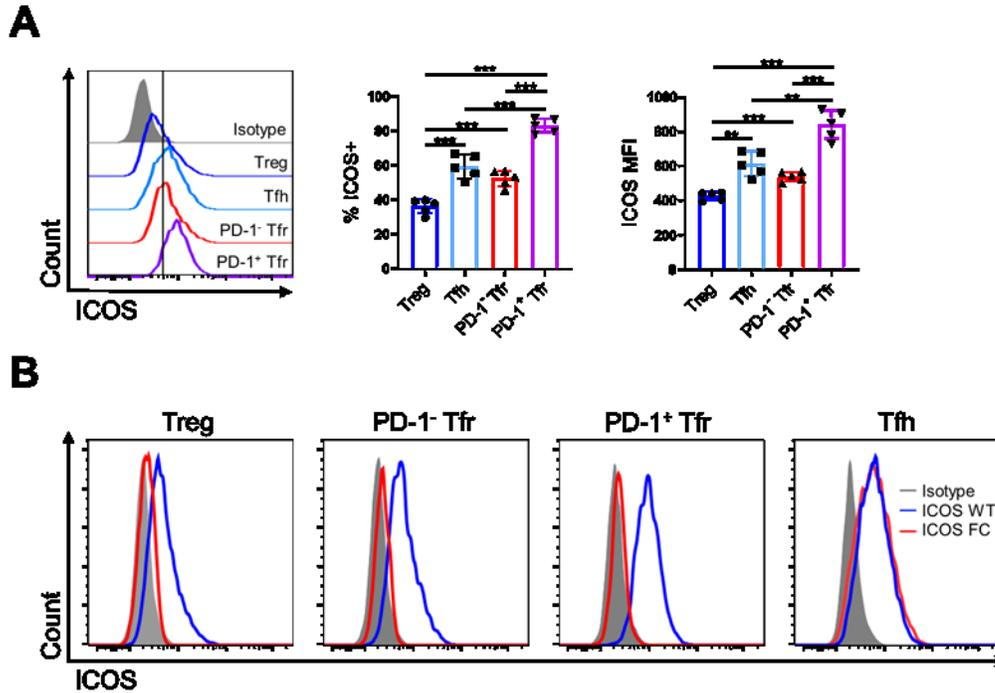 A
Isotype
Treg
Tfh
PD-1⁻ Tfr
PD-1⁺ Tfr
Count
ICOS
% ICOS+
100
80
60
40
20
0
***
***
***
***
***
Treg
Tfh
PD-1⁻ Tfr
PD-1⁺ Tfr
ICOS MFI
1000
800
600
400
200
0
***
***
**
***
**
Treg
Tfh
PD-1⁻ Tfr
PD-1⁺ Tfr
B
Treg
PD-1⁻ Tfr
PD-1⁺ Tfr
Tfh
Isotype
ICOS WT
ICOS FC
Count
ICOS